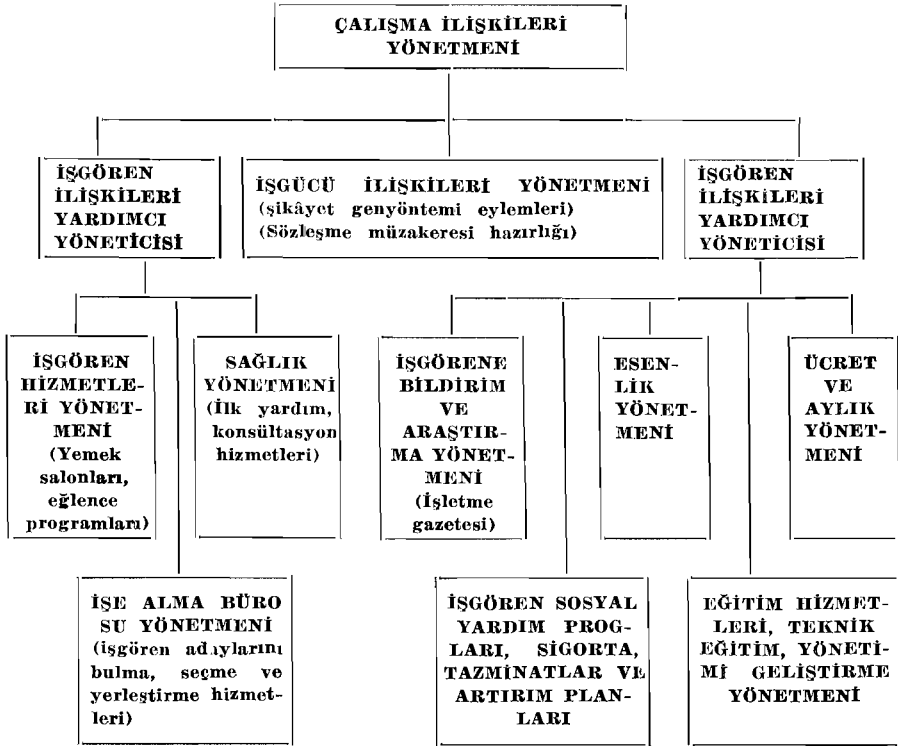 ÇALIŞMA İLİŞKİLERİ
YÖNETMENİ
İŞGÖREN
İLİŞKİLERİ
YARDIMCI
YÖNETİCİSİ
İŞGÜCÜ İLİŞKİLERİ YÖNETMENİ
(şikâyet genyöntemi eylemleri)
(Sözleşme müzakeresi hazırlığı)
İŞGÖREN
İLİŞKİLERİ
YARDIMCI
YÖNETİCİSİ
İŞGÖREN
HİZMETLE-
Rİ YÖNET-
MENİ
(Yemek
salonları,
eğlence
programları)
SAĞLIK
YÖNETMENİ
(İlk yardım,
konsültasyon
hizmetleri)
İŞGÖRENE
BİLDİRİM
VE
ARAŞTIR-
MA YÖNET-
MENİ
(İşletme
gazetesi)
ESEN-
LİK
YÖNET-
MENİ
ÜCRET
VE
AYLIK
YÖNET-
MENİ
İŞE ALMA BÜRO
SU YÖNETMENİ
(işgören adaylarını
bulma, seçme ve
yerleştirme hizmet-
leri)
İŞGÖREN SOSYAL
YARDIM PROG-
LARI, SİGORTA,
TAZMİNATLAR VE
ARTIRIM PLAN-
LARI
EĞİTİM HİZMET-
LERİ, TEKNİK
EĞİTİM, YÖNETİ-
Mİ GELİŞTİRME
YÖNETMENİ